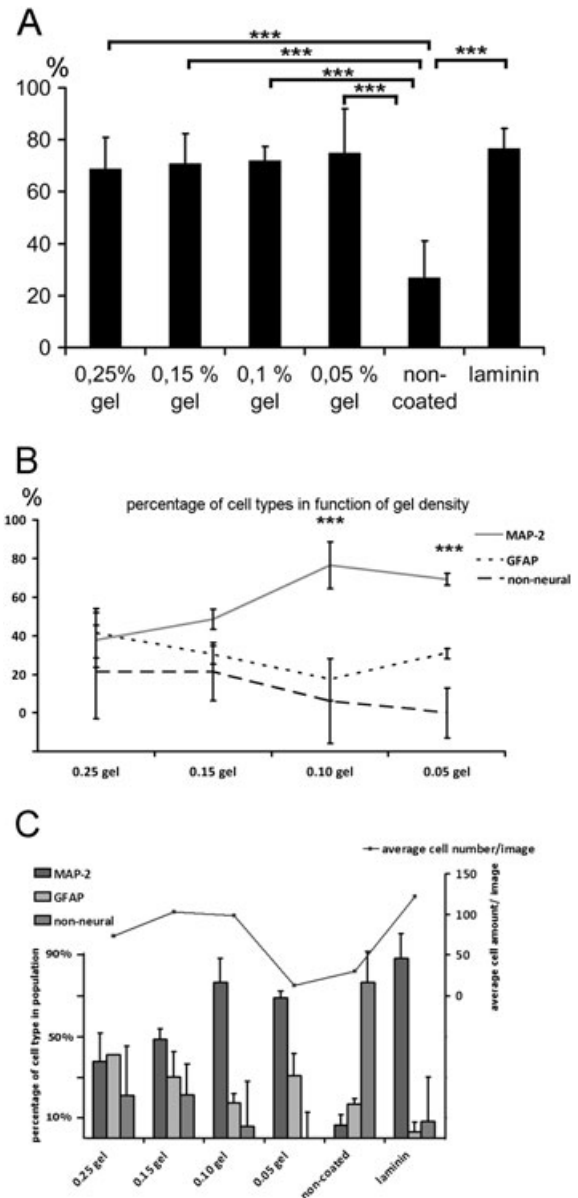 A
***
***
***
***
***
%
100
80
60
40
20
0
0,25% gel
0,15 % gel
0,1 % gel
0,05 % gel
non-coated
laminin
B
%
percentage of cell types in function of gel density
***
***
MAP-2
GFAP
non-neural
100
80
60
40
20
0
0.25 gel
0.15 gel
0.10 gel
0.05 gel
C
average cell number/image
MAP-2
GFAP
non-neural
percentage of cell type in population
90%
50%
10%
150
100
50
0
average cell amount/ image
0.25 gel
0.15 gel
0.10 gel
0.05 gel
non-coated
laminin